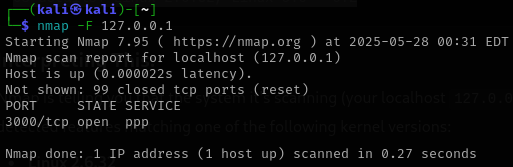 ┌──(kali㉿kali)-[~]
└─$ nmap -F 127.0.0.1
Starting Nmap 7.95 ( https://nmap.org ) at 2025-05-28 00:31 EDT
Nmap scan report for localhost (127.0.0.1)
Host is up (0.000022s latency).
Not shown: 99 closed tcp ports (reset)
PORT     STATE SERVICE
3000/tcp open  ppp
Nmap done: 1 IP address (1 host up) scanned in 0.27 seconds